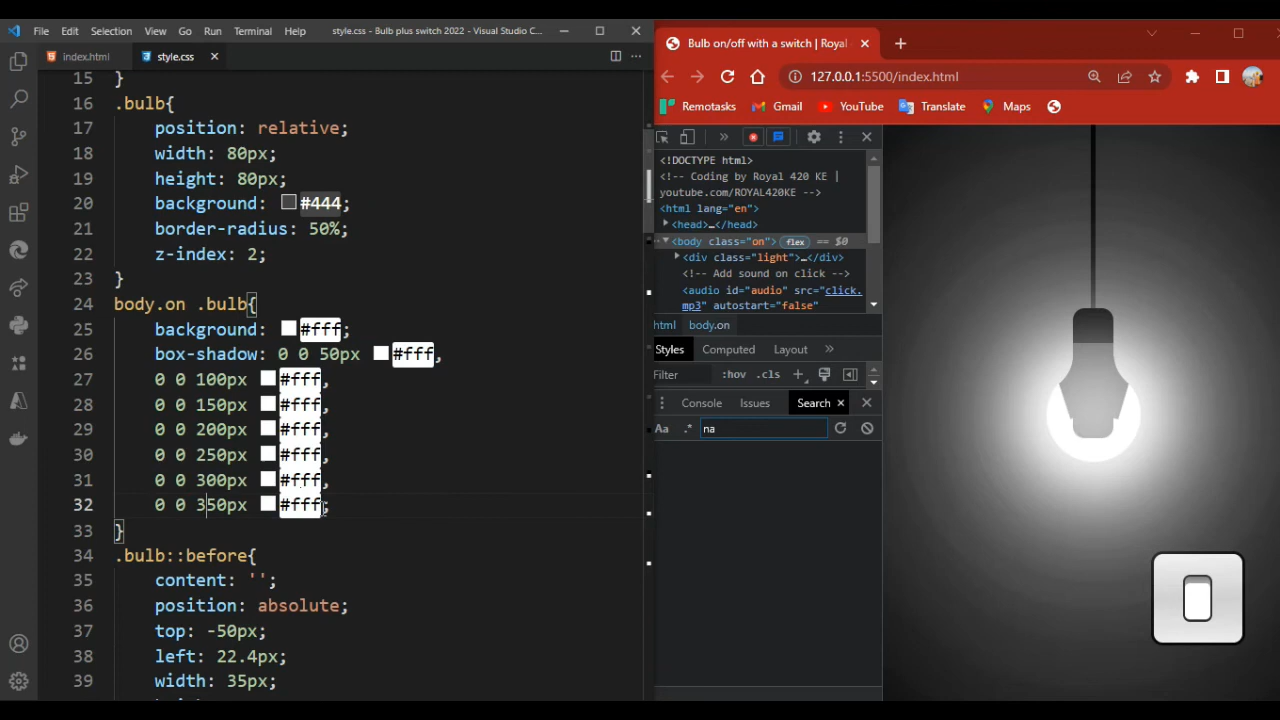 File Edit Selection View Go Run Terminal Help style.css - Bulb plus switch 2022 - Visual Studio C...
index.html style.css
15 }
16 .bulb{
17 position: relative;
18 width: 80px;
19 height: 80px;
20 background: #444;
21 border-radius: 50%;
22 z-index: 2;
23 }
24 body.on .bulb{
25 background: #fff;
26 box-shadow: 0 0 50px #fff,
27 0 0 100px #fff,
28 0 0 150px #fff,
29 0 0 200px #fff,
30 0 0 250px #fff,
31 0 0 300px #fff,
32 0 0 350px #fff;
33 }
34 .bulb::before{
35 content: '';
36 position: absolute;
37 top: -50px;
38 left: 22.4px;
39 width: 35px;
Bulb on/off with a switch | Royal
127.0.0.1:5500/index.html
Remotasks Gmail YouTube Translate Maps
<!DOCTYPE html>
<!-- Coding by Royal 420 KE |
youtube.com/ROYAL420KE -->
<html lang="en">
<head>…</head>
<body class="on"> flex == $0
<div class="light">…</div>
<!-- Add sound on click -->
<audio id="audio" src="click.
mp3" autostart="false"
html body.on
Styles Computed Layout
Filter :hov .cls
Console Issues Search
Aa .* na